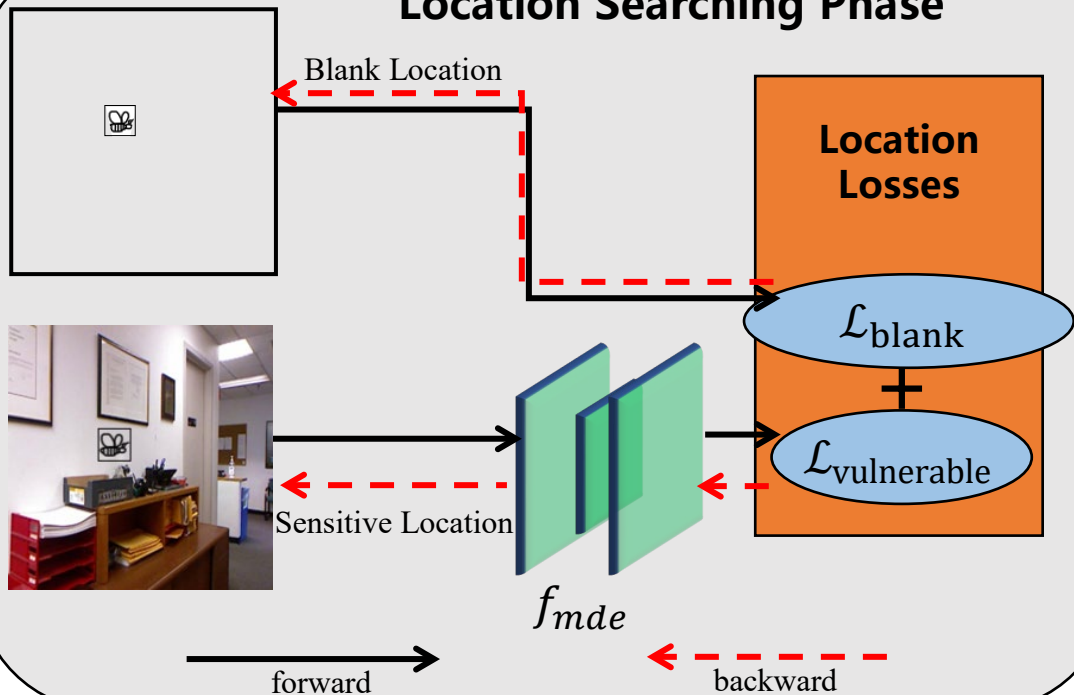 Location Searching Phase
Blank Location
Location
Losses
ℒblank
+
ℒvulnerable
Sensitive Location
fmde
forward
backward